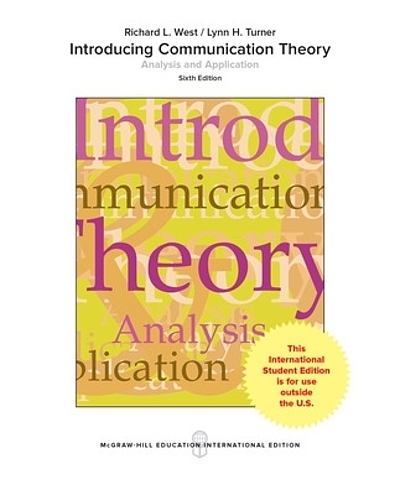 Richard L. West / Lynn H. Turner
Introducing Communication Theory
Analysis and Application
Sixth Edition
Introd
mmunication
Theory
Analysis
plication
This
International
Student Edition
is for use
outside
the U.S.
McGRAW-HILL EDUCATION INTERNATIONAL EDITION